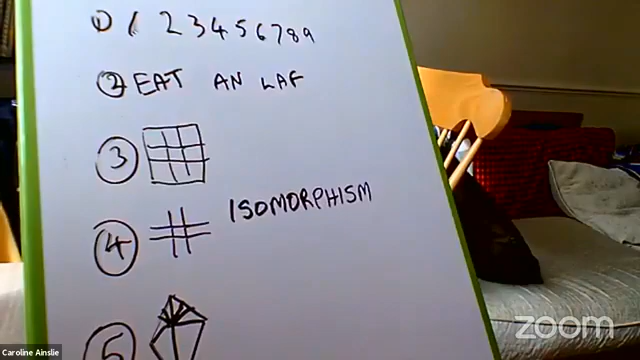 ① 1 2 3 4 5 6 7 8 9
② EAT AN LAF
③
④ ISOMORPHISM
⑤
zoom
Caroline Ainslie